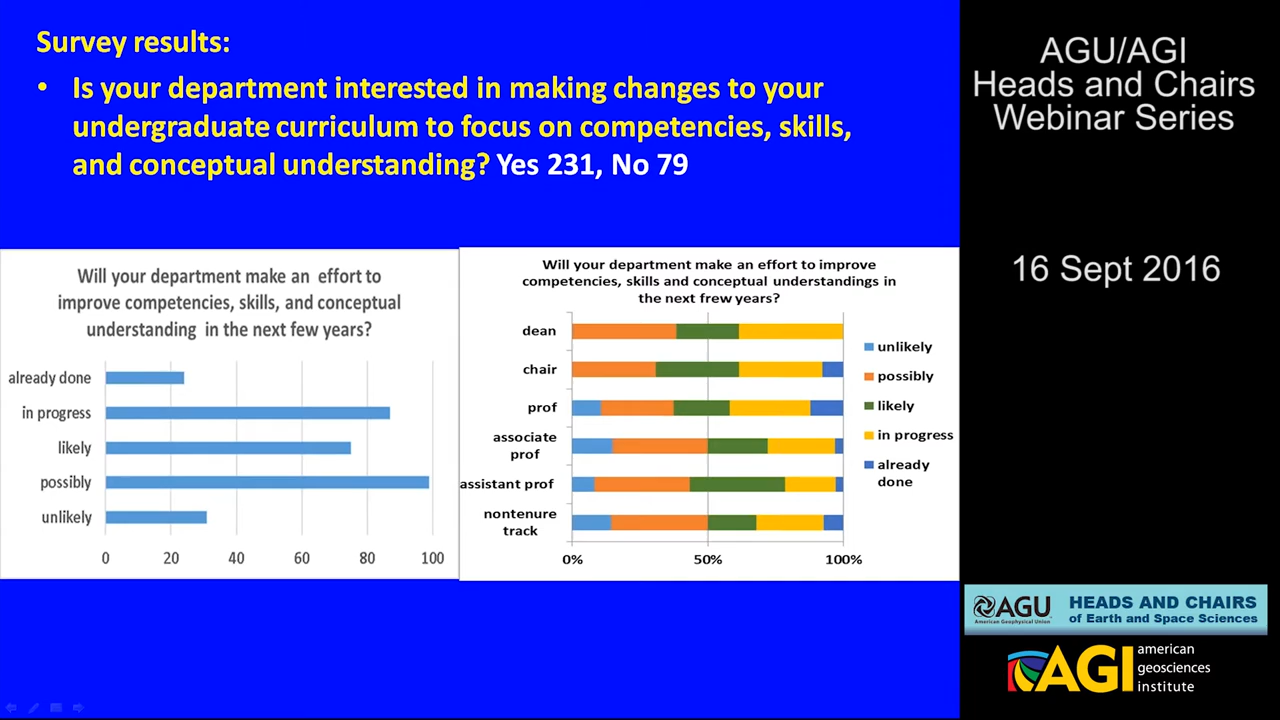 Survey results:
• Is your department interested in making changes to your
undergraduate curriculum to focus on competencies, skills,
and conceptual understanding? Yes 231, No 79
Will your department make an effort to
improve competencies, skills, and conceptual
understanding in the next few years?
already done
in progress
likely
possibly
unlikely
0 20 40 60 80 100
Will your department make an effort to improve
competencies, skills and conceptual understandings in
the next frew years?
dean
chair
prof
associate
prof
assistant prof
nontenure
track
0% 50% 100%
unlikely
possibly
likely
in progress
already
done
AGU/AGI
Heads and Chairs
Webinar Series
16 Sept 2016
AGU
American Geophysical Union
HEADS AND CHAIRS
of Earth and Space Sciences
AGI
american
geosciences
institute